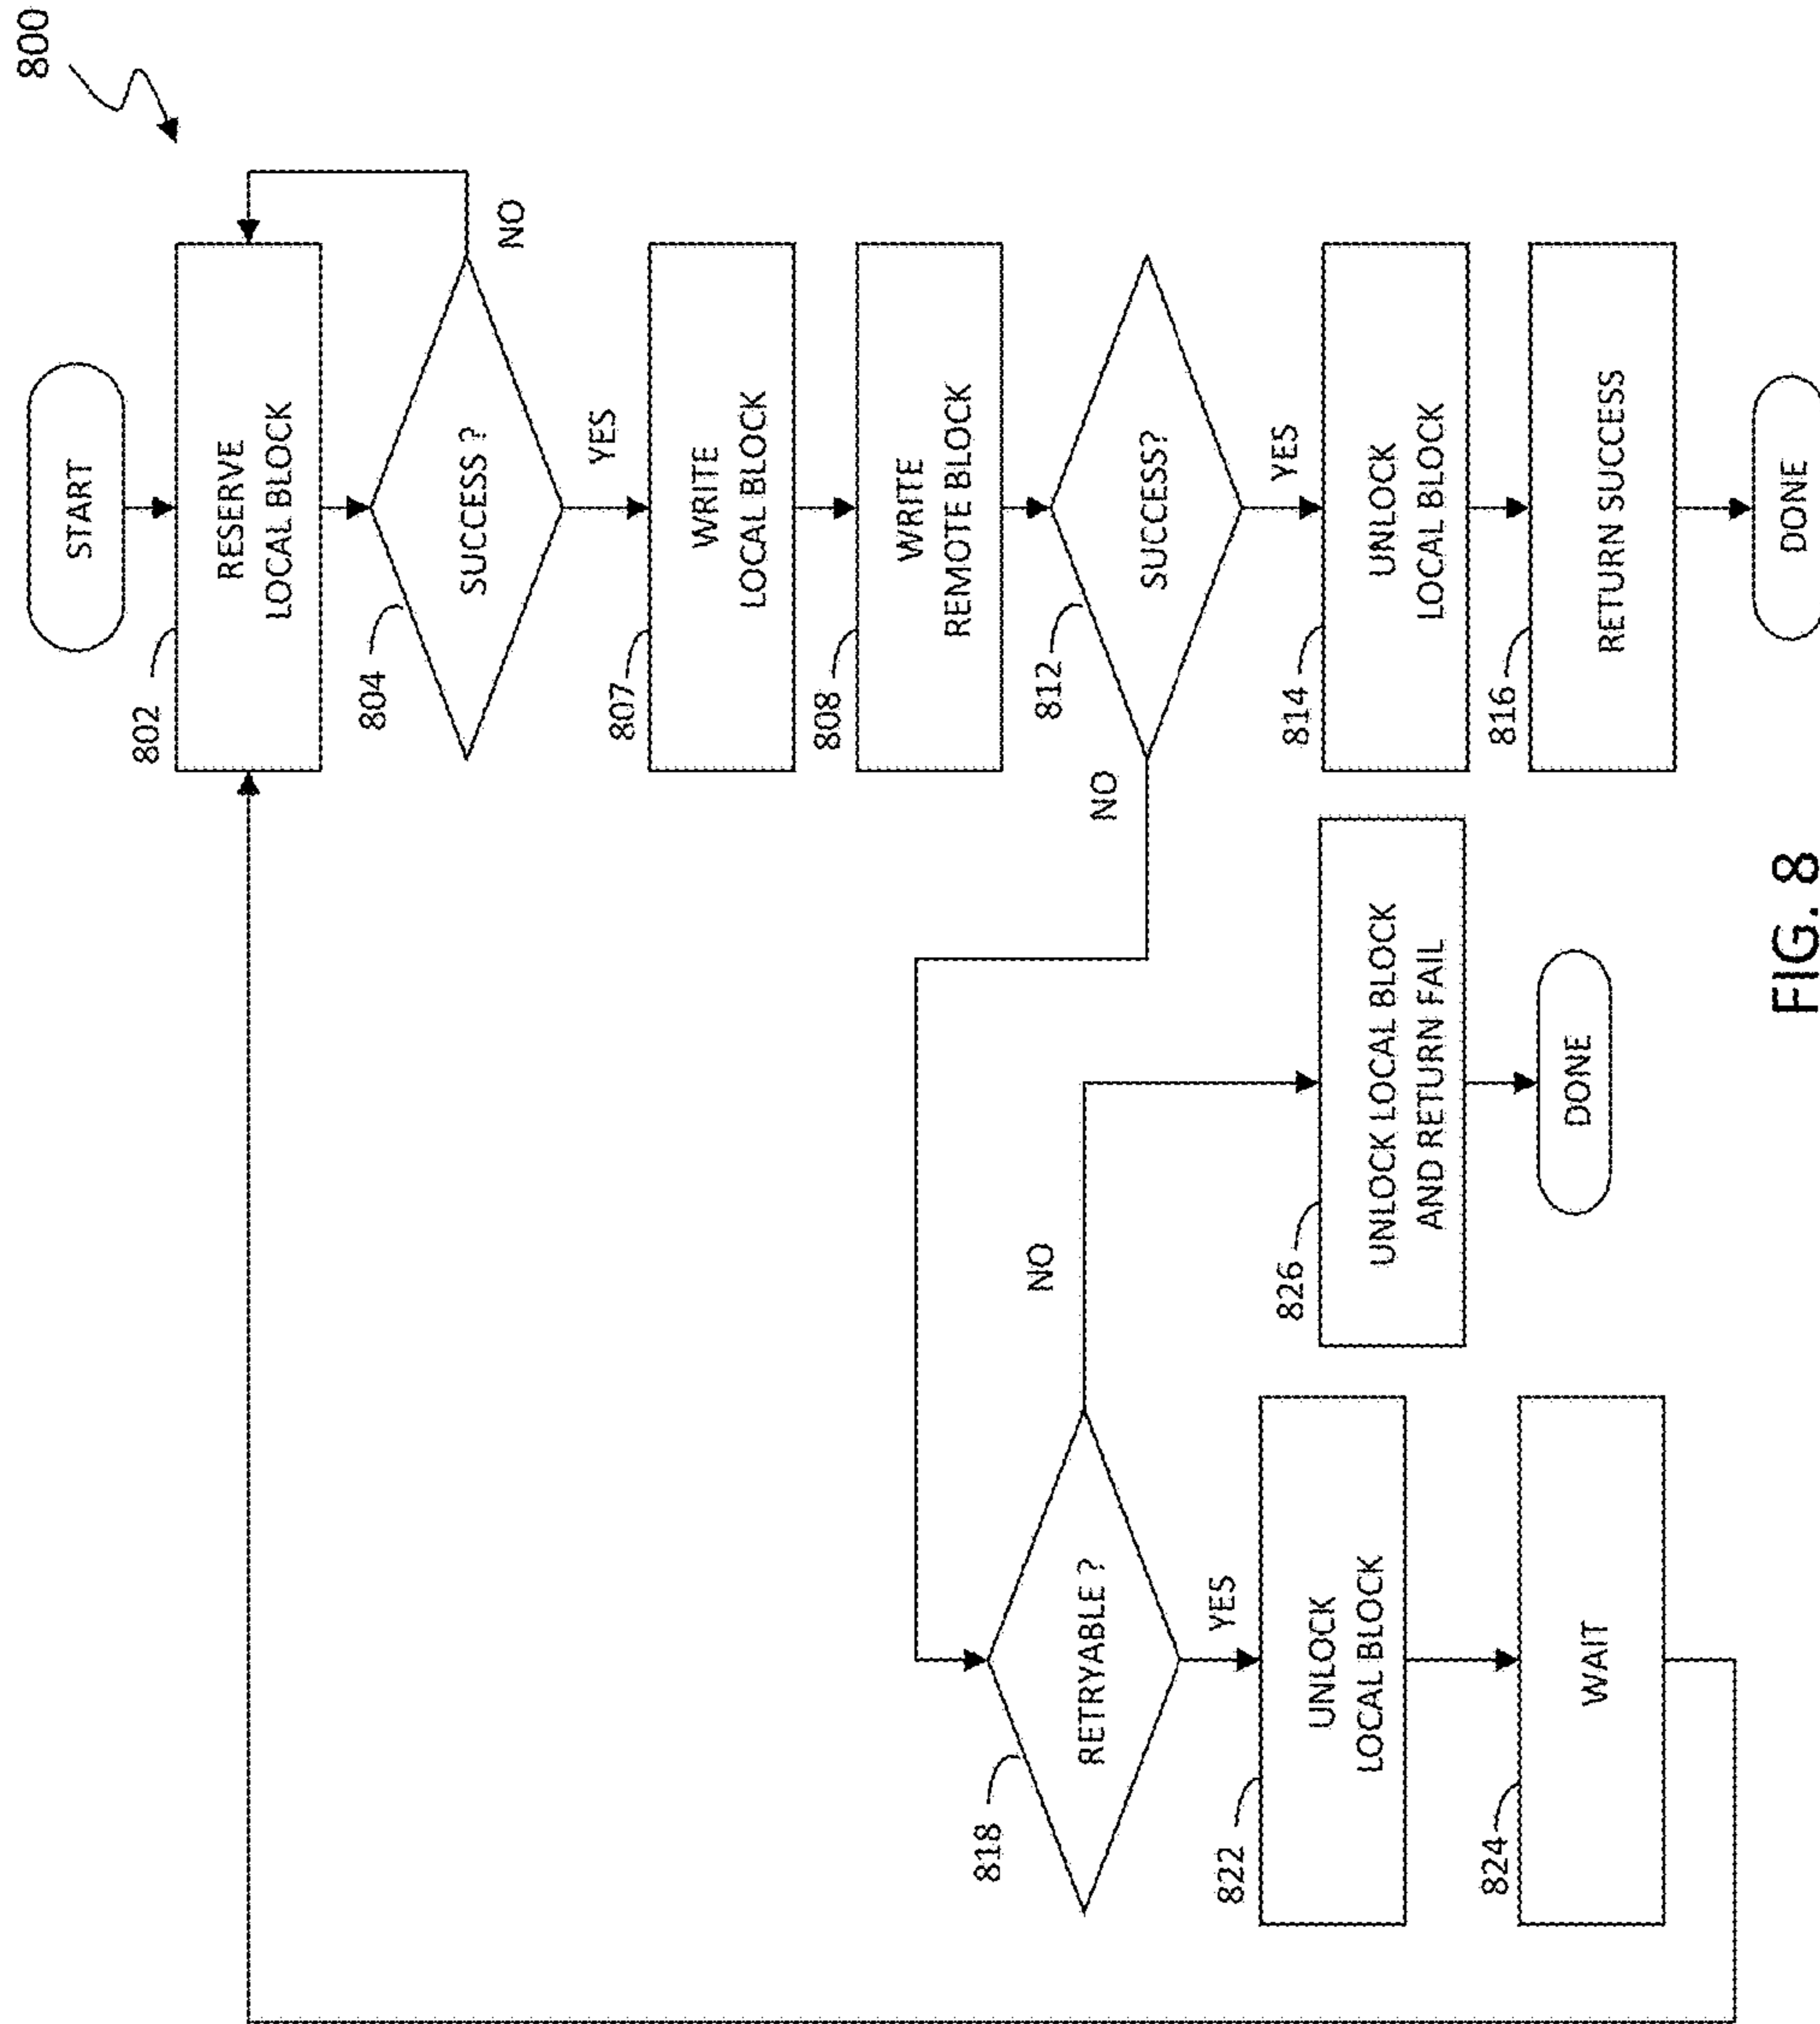 800
START
802
RESERVE
LOCAL BLOCK
804
SUCCESS ?
NO
YES
807
WRITE
LOCAL BLOCK
808
WRITE
REMOTE BLOCK
812
SUCCESS?
NO
YES
814
UNLOCK
LOCAL BLOCK
816
RETURN SUCCESS
DONE
818
RETRYABLE ?
NO
YES
822
UNLOCK
LOCAL BLOCK
824
WAIT
826
UNLOCK LOCAL BLOCK
AND RETURN FAIL
DONE
FIG. 8